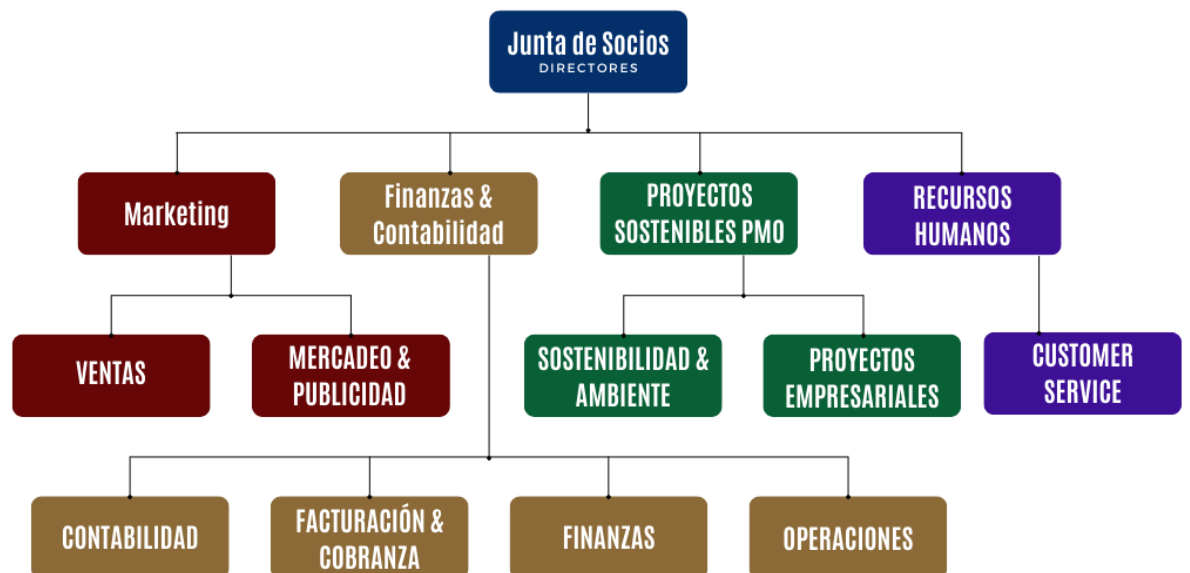 Junta de Socios
DIRECTORES
Marketing
Finanzas &
Contabilidad
PROYECTOS
SOSTENIBLES PMO
RECURSOS
HUMANOS
VENTAS
MERCADEO &
PUBLICIDAD
SOSTENIBILIDAD &
AMBIENTE
PROYECTOS
EMPRESARIALES
CUSTOMER
SERVICE
CONTABILIDAD
FACTURACIÓN &
COBRANZA
FINANZAS
OPERACIONES